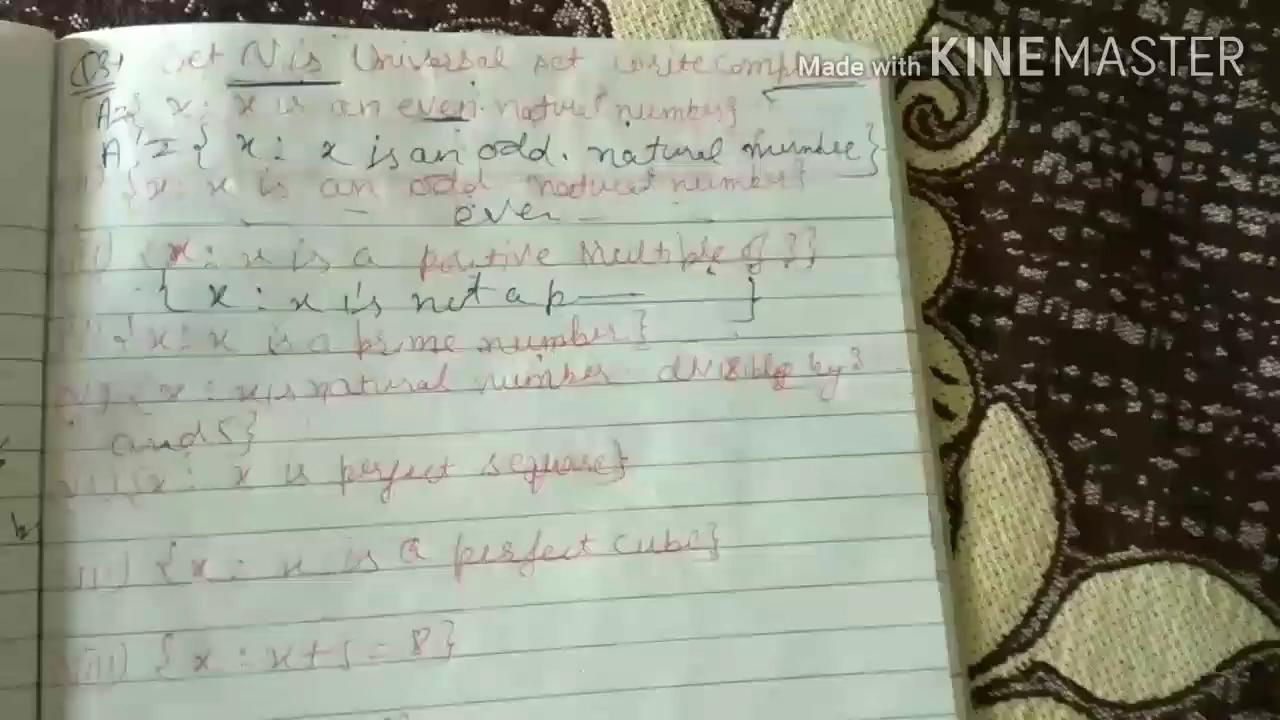 Made with KINEMASTER
Q3 Let N is Universal set write
A={ x: x is an even natural number}
A' = { x : x is an odd. natural number}
{x: x is an odd natural number}
even
{x : x is a positive Multiple of 3}
{ x : x is not a p— }
{x: x is a prime number}
{x : x is natural number divisible by 3
and 5}
{x : x is perfect square}
iii) {x : x is a perfect cube}
iii) {x : x + 5 = 8}